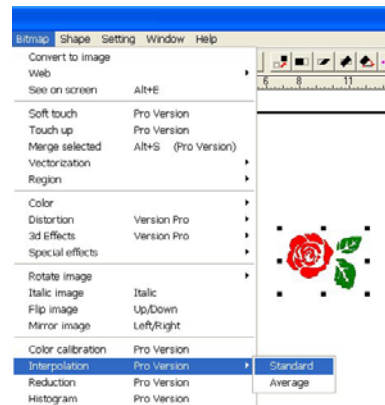 Bitmap Shape Setting Window Help
Convert to image
Web
See on screen Alt+E
6 8 11
Soft touch Pro Version
Touch up Pro Version
Merge selected Alt+S (Pro Version)
Vectorization
Region
Color
Distortion Version Pro
3d Effects Version Pro
Special effects
Rotate image
Italic image Italic
Flip image Up/Down
Mirror image Left/Right
Color calibration Pro Version
Interpolation Pro Version Standard
Reduction Pro Version Average
Histogram Pro Version